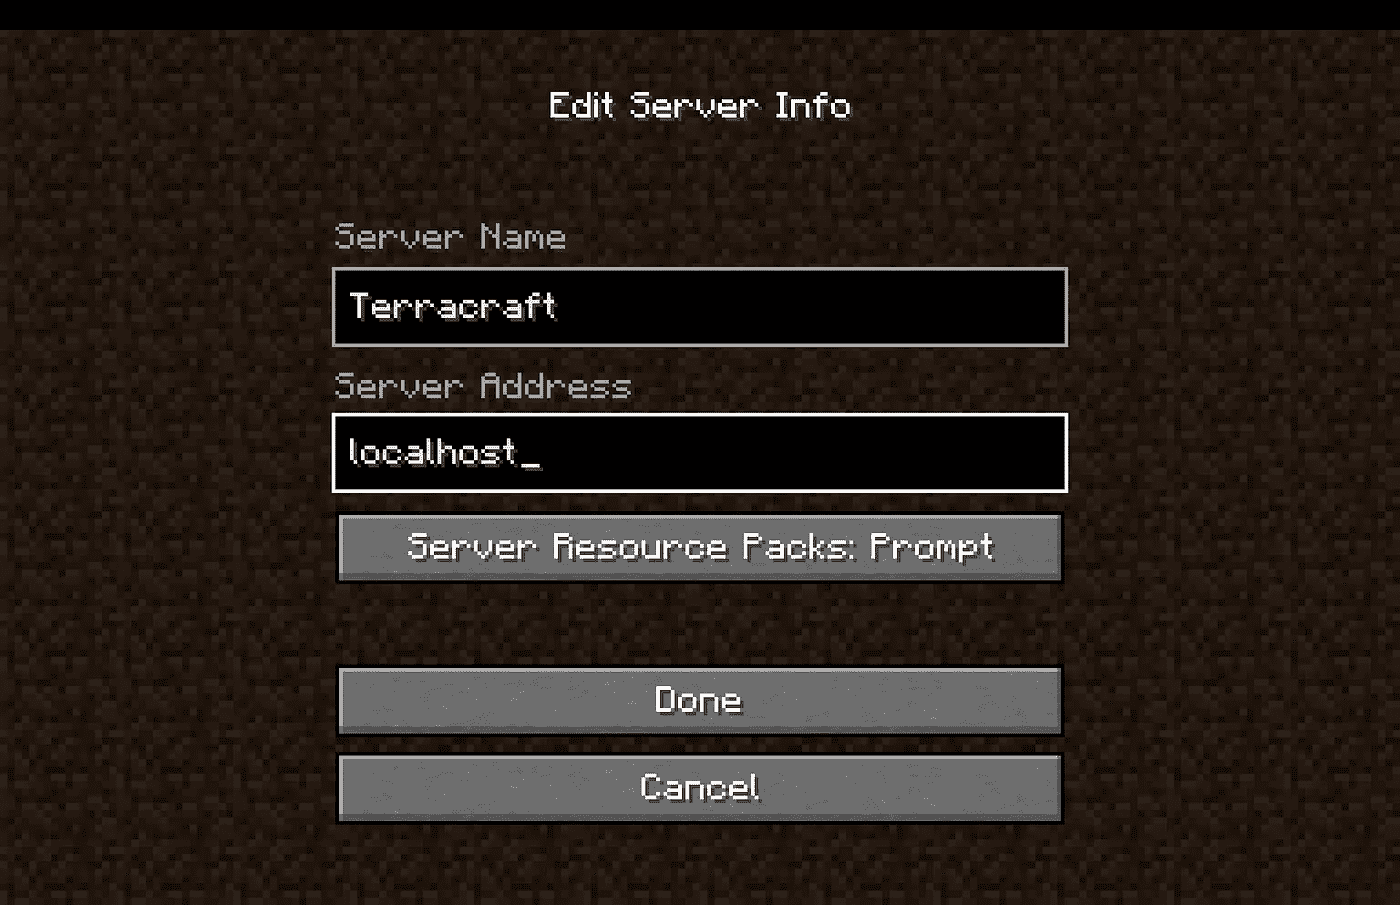 Edit Server Info
Server Name
Terracraft
Server Address
localhost_
Server Resource Packs: Prompt
Done
Cancel